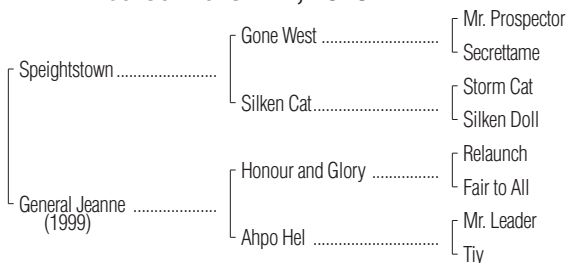 Mr. Prospector
Gone West ........................
Secrettame
Speightstown ....................
Storm Cat
Silken Cat.........................
Silken Doll
Relaunch
Honour and Glory ..............
Fair to All
General Jeanne .................
(1999)
Mr. Leader
Ahpo Hel .........................
Tiy